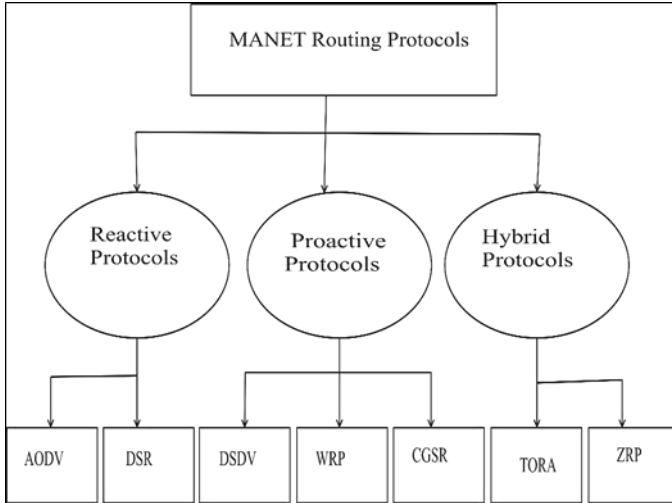 MANET Routing Protocols
Reactive
Protocols
Proactive
Protocols
Hybrid
Protocols
AODV
DSR
DSDV
WRP
CGSR
TORA
ZRP